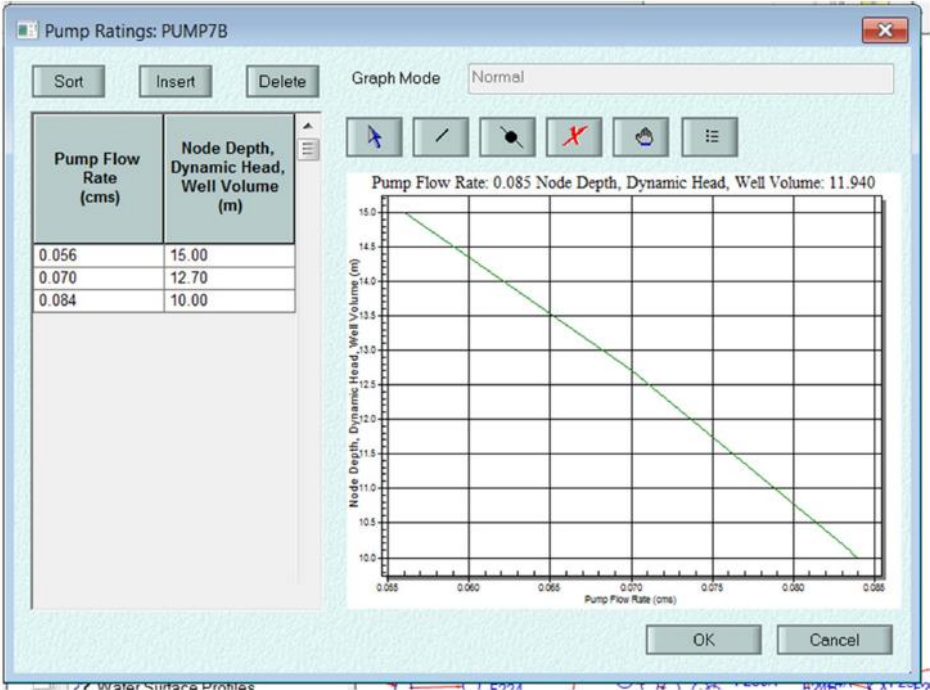 Pump Ratings: PUMP7B
Sort
Insert
Delete
Graph Mode
Normal
Pump Flow
Rate
(cms)
Node Depth,
Dynamic Head,
Well Volume
(m)
0.056 15.00
0.070 12.70
0.084 10.00
Pump Flow Rate: 0.085 Node Depth, Dynamic Head, Well Volume: 11.940
Node Depth, Dynamic Head, Well Volume (m)
15.0
14.5
14.0
13.5
13.0
12.5
12.0
11.5
11.0
10.5
10.0
0.055 0.060 0.065 0.070 0.075 0.080 0.085
Pump Flow Rate (cms)
OK
Cancel
Water Surface Profiles